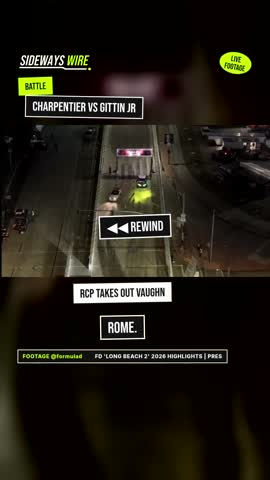 SIDEWAYS WIRE.
LIVE
FOOTAGE
BATTLE
CHARPENTIER VS GITTIN JR
REWIND
RCP TAKES OUT VAUGHN
ROME.
FOOTAGE @formulad FD 'LONG BEACH 2' 2026 HIGHLIGHTS | PRES